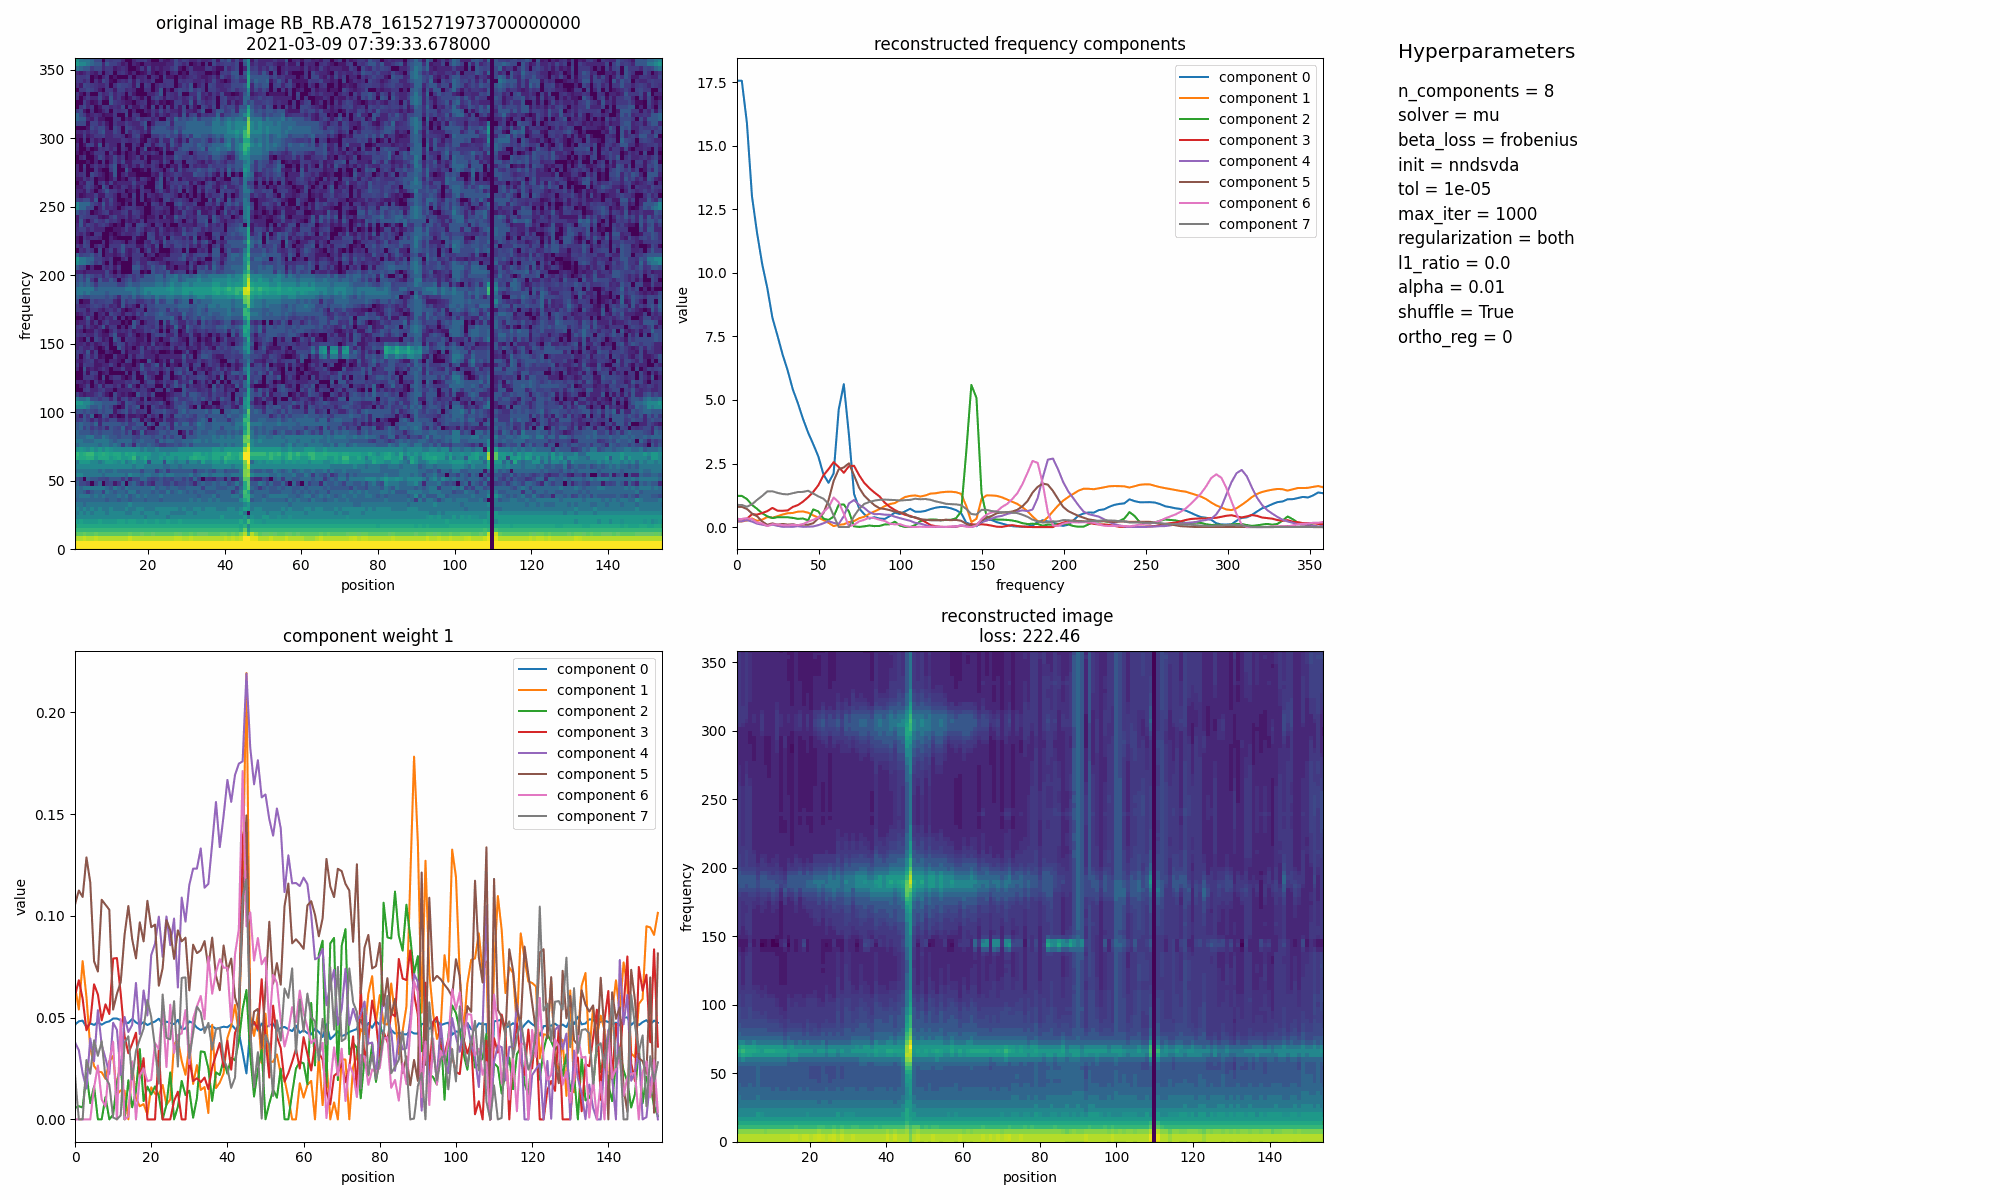 original image RB_RB.A78_1615271973700000000
2021-03-09 07:39:33.678000
frequency
350
300
250
200
150
100
50
0
20 40 60 80 100 120 140
position
reconstructed frequency components
value
17.5
15.0
12.5
10.0
7.5
5.0
2.5
0.0
component 0
component 1
component 2
component 3
component 4
component 5
component 6
component 7
0 50 100 150 200 250 300 350
frequency
Hyperparameters
n_components = 8
solver = mu
beta_loss = frobenius
init = nndsvda
tol = 1e-05
max_iter = 1000
regularization = both
l1_ratio = 0.0
alpha = 0.01
shuffle = True
ortho_reg = 0
component weight 1
value
0.20
0.15
0.10
0.05
0.00
component 0
component 1
component 2
component 3
component 4
component 5
component 6
component 7
0 20 40 60 80 100 120 140
position
reconstructed image
loss: 222.46
frequency
350
300
250
200
150
100
50
0
20 40 60 80 100 120 140
position